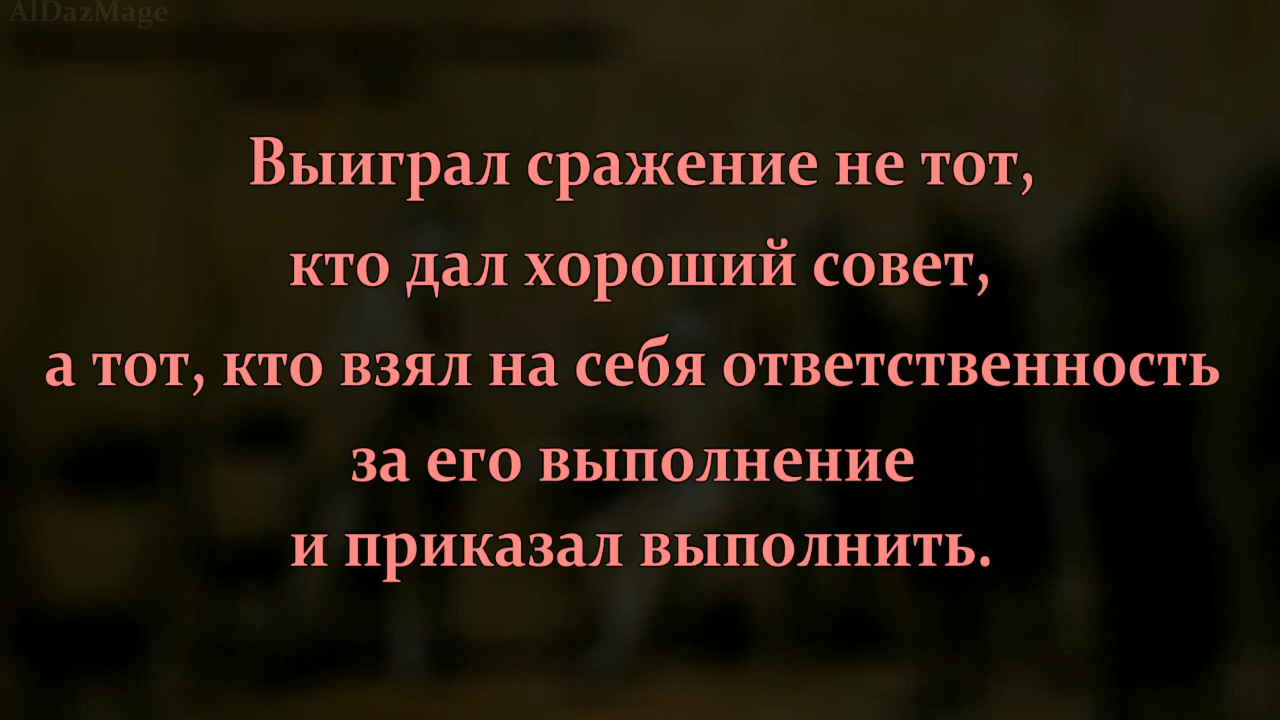 AlDazMage
Выиграл сражение не тот,
кто дал хороший совет,
а тот, кто взял на себя ответственность
за его выполнение
и приказал выполнить.